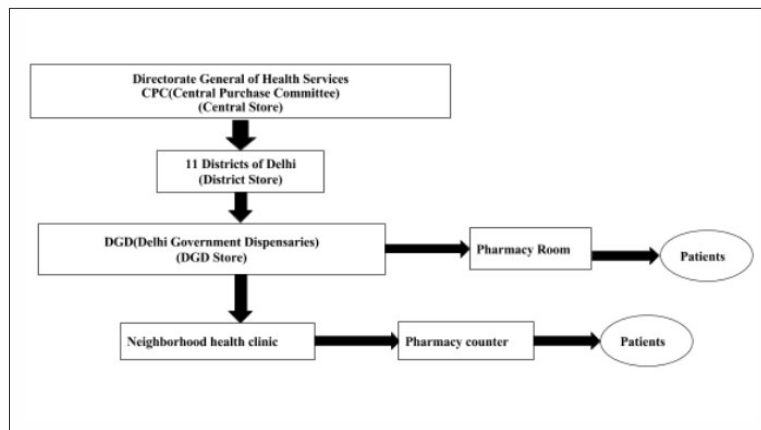 Directorate General of Health Services
CPC(Central Purchase Committee)
(Central Store)
11 Districts of Delhi
(District Store)
DGD(Delhi Government Dispensaries)
(DGD Store)
Pharmacy Room
Patients
Neighborhood health clinic
Pharmacy counter
Patients